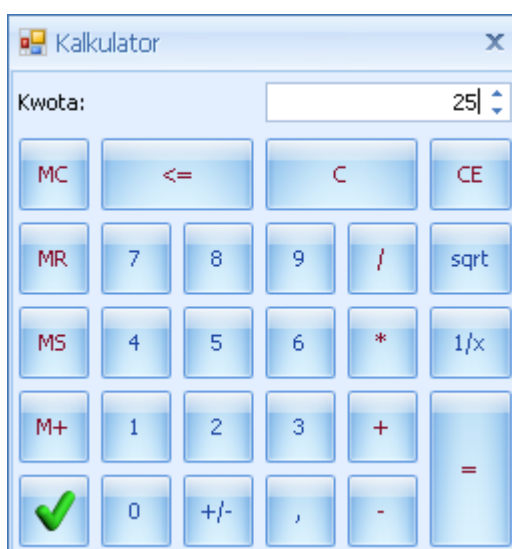 Kalkulator
Kwota: 25
MC <= C CE
MR 7 8 9 / sqrt
MS 4 5 6 * 1/x
M+ 1 2 3 + =
0 +/- , -